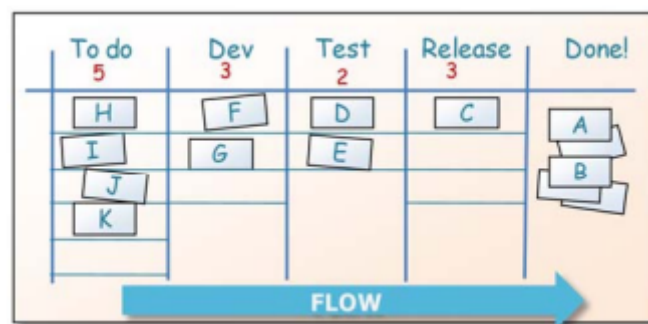 To do Dev Test Release Done!
5 3 2 3
H F D C A
I G E B
J
K
FLOW